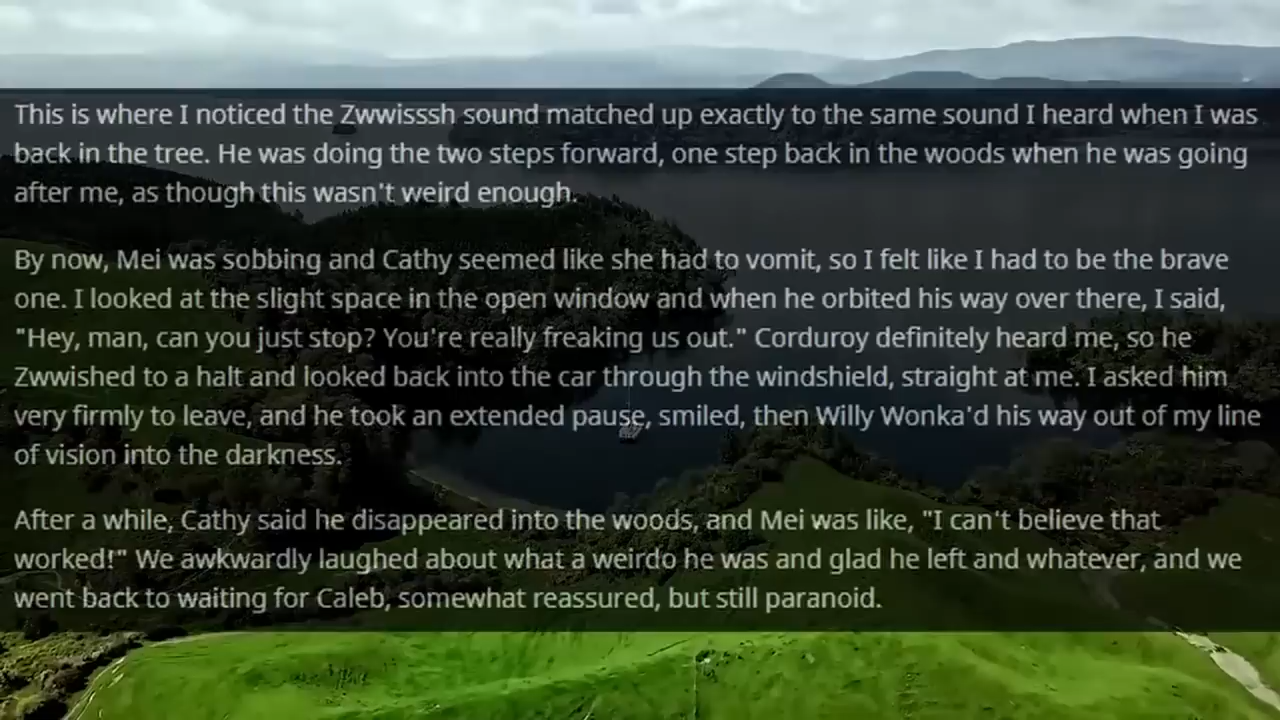 This is where I noticed the Zwwisssh sound matched up exactly to the same sound I heard when I was
back in the tree. He was doing the two steps forward, one step back in the woods when he was going
after me, as though this wasn't weird enough.
By now, Mei was sobbing and Cathy seemed like she had to vomit, so I felt like I had to be the brave
one. I looked at the slight space in the open window and when he orbited his way over there, I said,
"Hey, man, can you just stop? You're really freaking us out." Corduroy definitely heard me, so he
Zwwished to a halt and looked back into the car through the windshield, straight at me. I asked him
very firmly to leave, and he took an extended pause, smiled, then Willy Wonka'd his way out of my line
of vision into the darkness.
After a while, Cathy said he disappeared into the woods, and Mei was like, "I can't believe that
worked!" We awkwardly laughed about what a weirdo he was and glad he left and whatever, and we
went back to waiting for Caleb, somewhat reassured, but still paranoid.